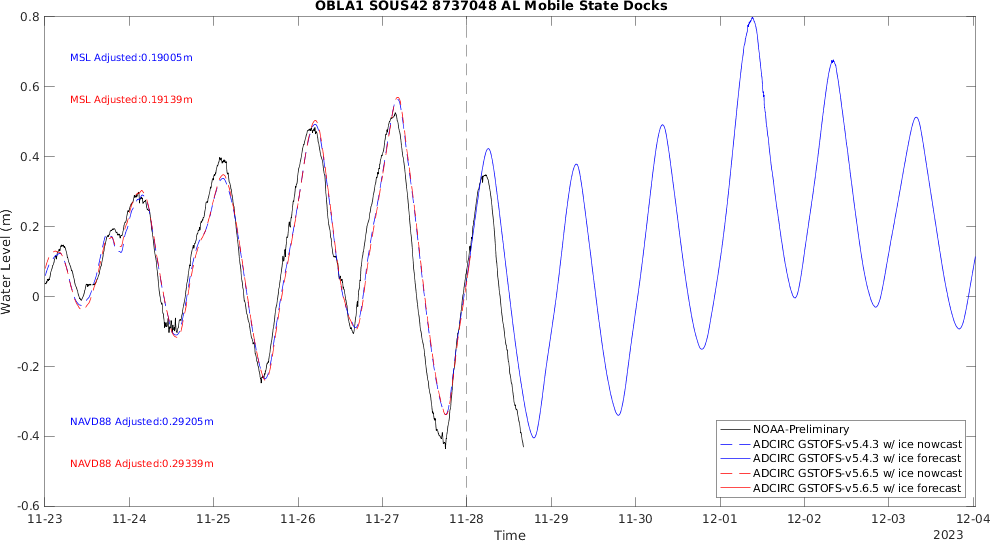 OBLA1 SOUS42 8737048 AL Mobile State Docks
0.8
0.6
0.4
0.2
0
-0.2
-0.4
-0.6
Water Level (m)
MSL Adjusted:0.19005m
MSL Adjusted:0.19139m
NAVD88 Adjusted:0.29205m
NAVD88 Adjusted:0.29339m
NOAA-Preliminary
ADCIRC GSTOFS-v5.4.3 w/ ice nowcast
ADCIRC GSTOFS-v5.4.3 w/ ice forecast
ADCIRC GSTOFS-v5.6.5 w/ ice nowcast
ADCIRC GSTOFS-v5.6.5 w/ ice forecast
11-23 11-24 11-25 11-26 11-27 11-28 11-29 11-30 12-01 12-02 12-03 12-04
Time
2023